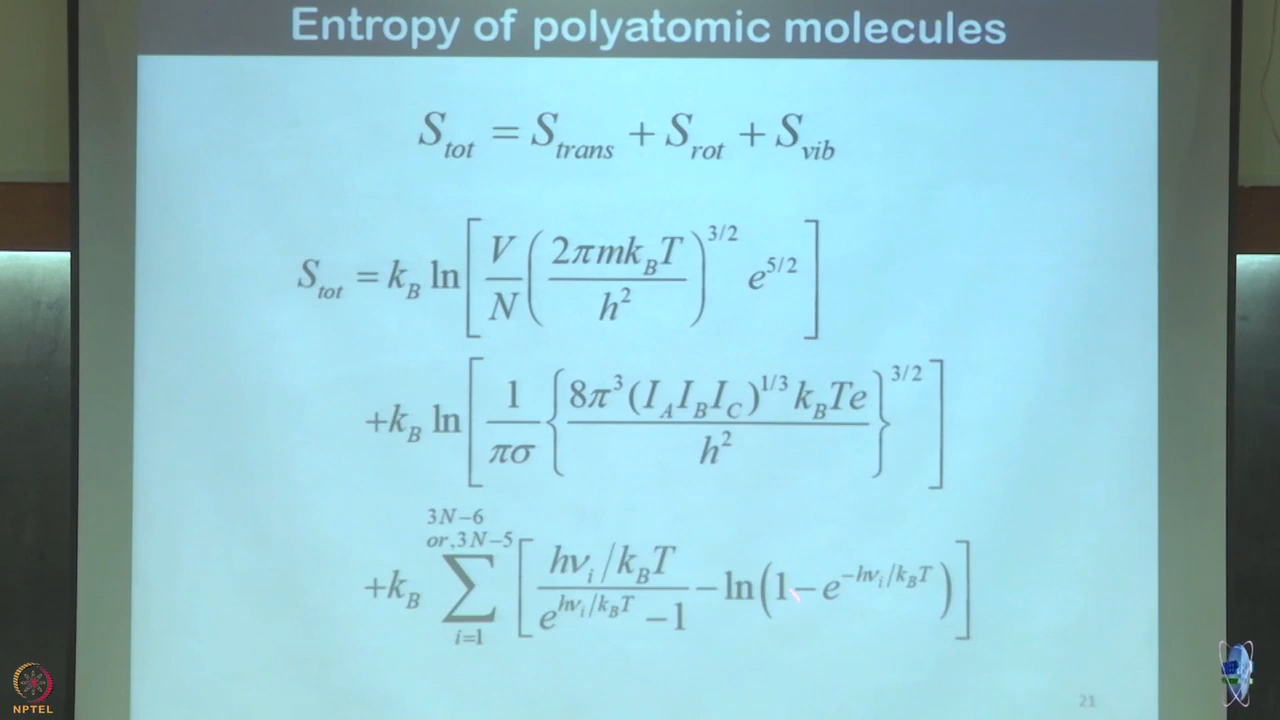 Entropy of polyatomic molecules
S_tot = S_trans + S_rot + S_vib
S_tot = k_B ln[ V/N ( 2πmk_BT / h² )^{3/2} e^{5/2} ]
+k_B ln[ 1/πσ { 8π³(I_A I_B I_C)^{1/3} k_BTe / h² }^{3/2} ]
+k_B ∑_{i=1}^{3N−6 or,3N−5} [ hν_i/k_BT / e^{hν_i/k_BT} −1 − ln(1−e^{−hν_i/k_BT}) ]
NPTEL
21